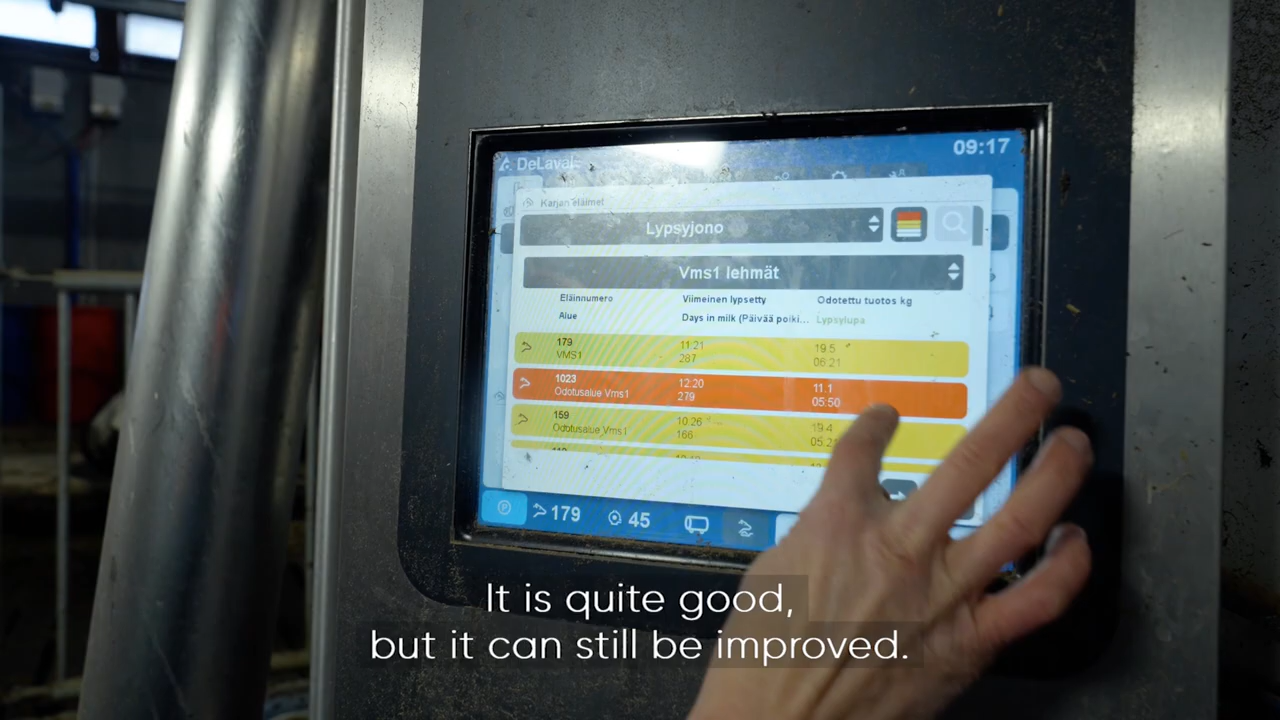 DeLaval
09:17
Karjan eläimet
Lypsyjono
Vms1 lehmät
Eläinnumero Viimeinen lypsetty Odotettu tuotos kg
Alue Days in milk (Päivää poiki... Lypsylupa
179 11:21 19.5
VMS1 287 06:21
1023 12:20 11.1
Odotusalue Vms1 279 05:50
159 10:26 19.4
Odotusalue Vms1 166
179 45
It is quite good,
but it can still be improved.